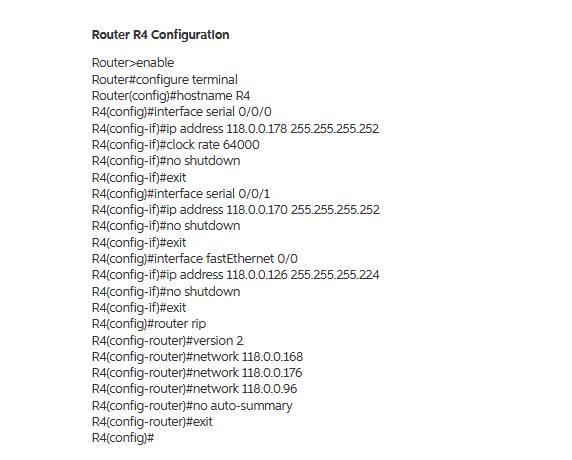 Router R4 Configuration
Router>enable
Router#configure terminal
Router(config)#hostname R4
R4(config)#interface serial 0/0/0
R4(config-if)#ip address 118.0.0.178 255.255.255.252
R4(config-if)#clock rate 64000
R4(config-if)#no shutdown
R4(config-if)#exit
R4(config)#interface serial 0/0/1
R4(config-if)#ip address 118.0.0.170 255.255.255.252
R4(config-if)#no shutdown
R4(config-if)#exit
R4(config)#interface fastEthernet 0/0
R4(config-if)#ip address 118.0.0.126 255.255.255.224
R4(config-if)#no shutdown
R4(config-if)#exit
R4(config)#router rip
R4(config-router)#version 2
R4(config-router)#network 118.0.0.168
R4(config-router)#network 118.0.0.176
R4(config-router)#network 118.0.0.96
R4(config-router)#no auto-summary
R4(config-router)#exit
R4(config)#